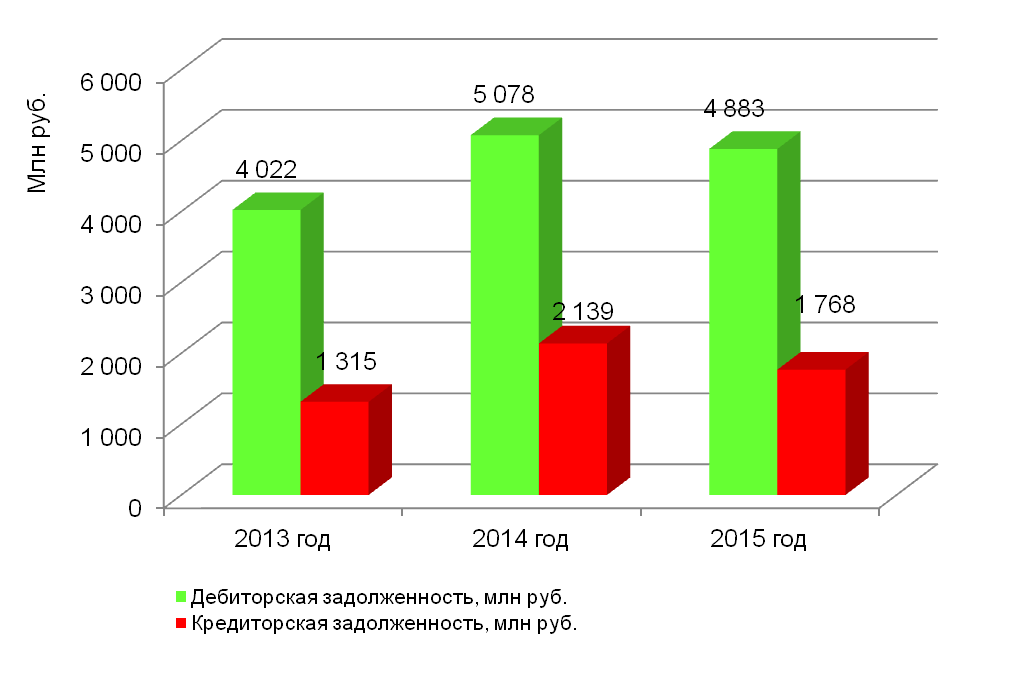 Млн руб.
6 000
5 000
4 000
3 000
2 000
1 000
0
4 022
1 315
5 078
2 139
4 883
1 768
2013 год
2014 год
2015 год
Дебиторская задолженность, млн руб.
Кредиторская задолженность, млн руб.